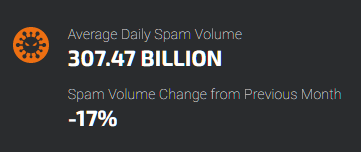 Average Daily Spam Volume
307.47 BILLION
Spam Volume Change from Previous Month
-17%